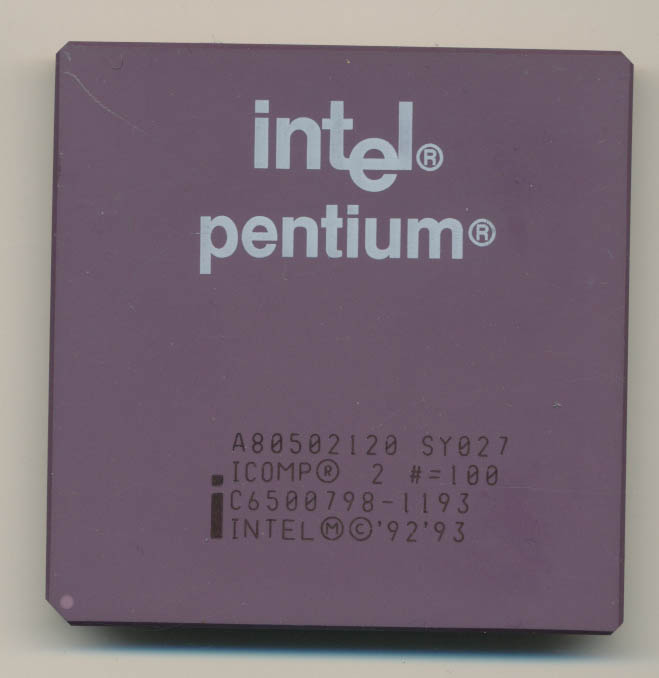 intel®
pentium®
A80502120 SY027
ICOMP® 2 #=100
C6500798-1193
INTEL Ⓜ©'92'93